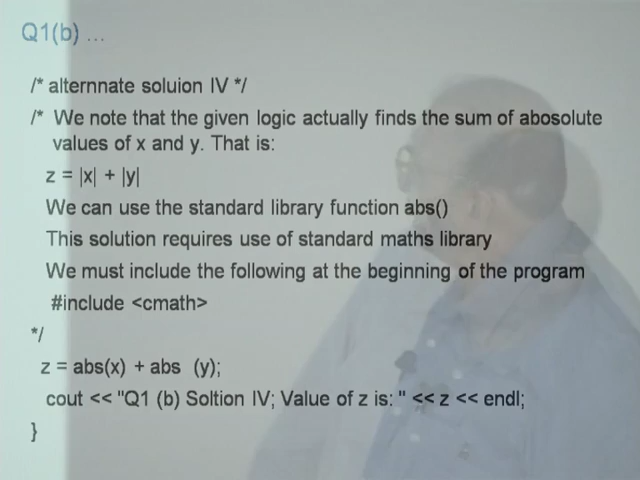 Q1(b) ...
/* alternnate soluion IV */
/* We note that the given logic actually finds the sum of abosolute
values of x and y. That is:
z = |x| + |y|
We can use the standard library function abs()
This solution requires use of standard maths library
We must include the following at the beginning of the program
#include <cmath>
*/
z = abs(x) + abs (y);
cout << "Q1 (b) Soltion IV; Value of z is: " << z << endl;
}